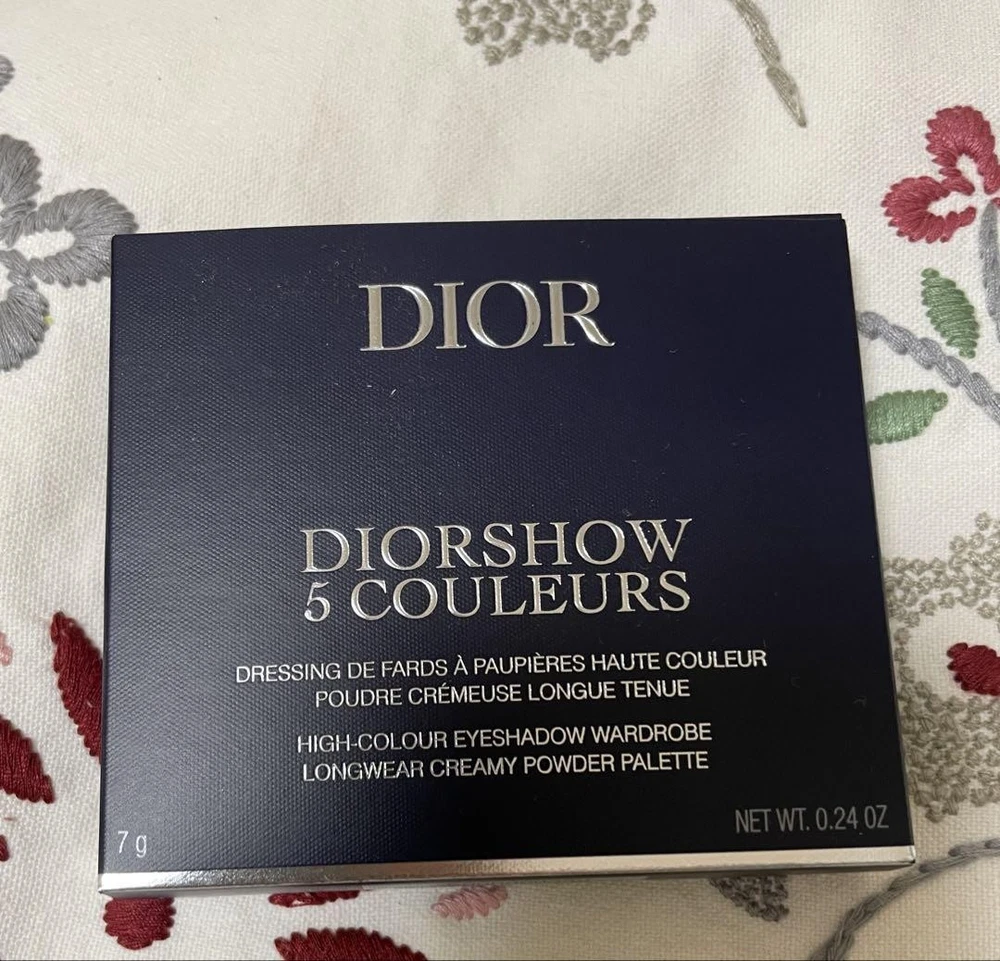 DIOR
DIORSHOW
5 COULEURS
DRESSING DE FARDS À PAUPIÈRES HAUTE COULEUR
POUDRE CRÉMEUSE LONGUE TENUE
HIGH-COLOUR EYESHADOW WARDROBE
LONGWEAR CREAMY POWDER PALETTE
7 g
NET WT. 0.24 OZ